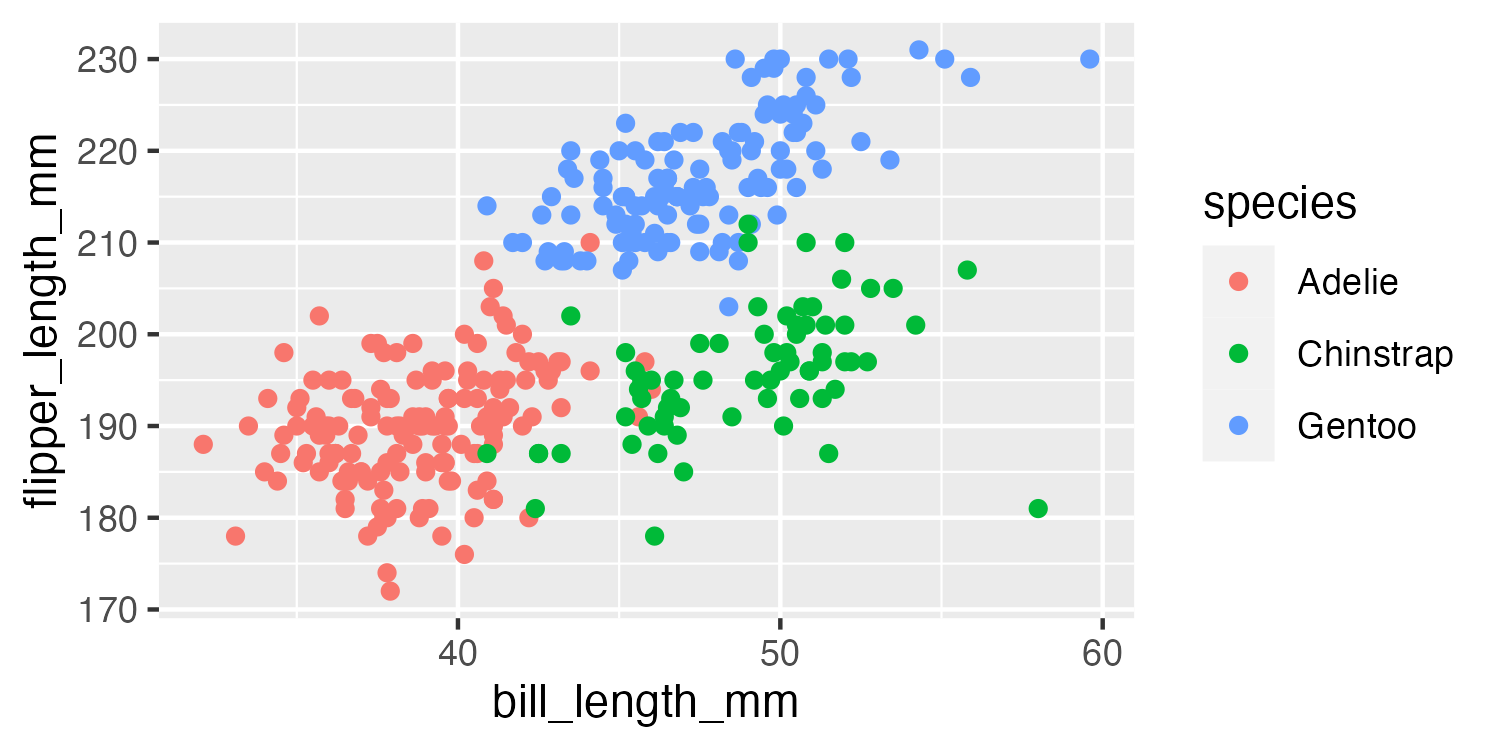 flipper_length_mm
230
220
210
200
190
180
170
40 50 60
bill_length_mm
species
Adelie
Chinstrap
Gentoo